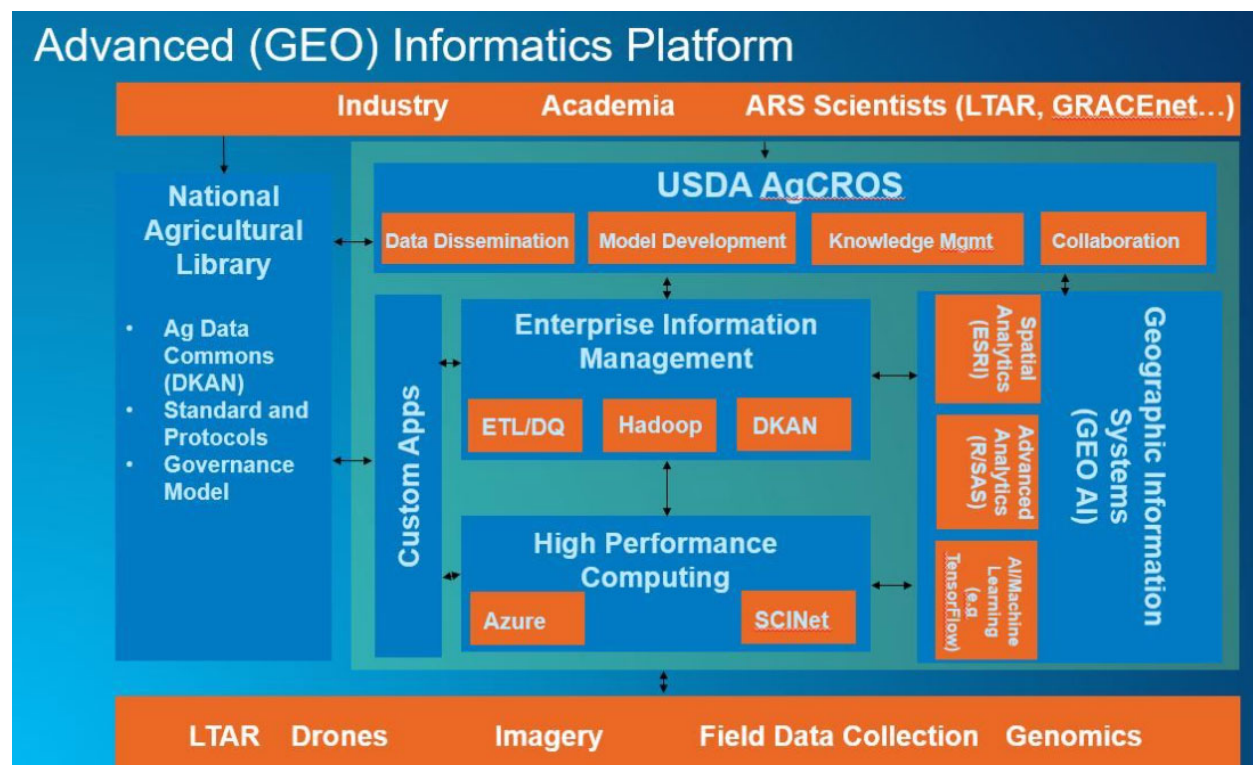 Advanced (GEO) Informatics Platform
Industry Academia ARS Scientists (LTAR, GRACEnet…)
National
Agricultural
Library
• Ag Data
Commons
(DKAN)
• Standard and
Protocols
• Governance
Model
USDA AgCROS
Data Dissemination
Model Development
Knowledge Mgmt
Collaboration
Custom Apps
Enterprise Information
Management
ETL/DQ
Hadoop
DKAN
High Performance
Computing
Azure
SCINet
Spatial
Analytics
(ESRI)
Advanced
Analytics
(R/SAS)
AI/Machine
Learning
(e.g
TensorFlow)
Geographic Information
Systems
(GEO AI)
LTAR Drones Imagery Field Data Collection Genomics